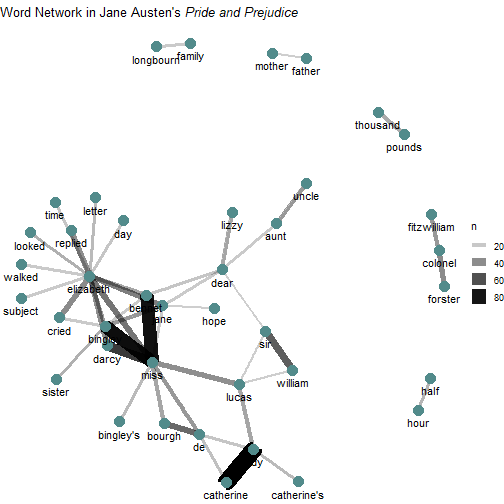 Word Network in Jane Austen's Pride and Prejudice
longbourn
family
mother
father
thousand
pounds
uncle
time
letter
lizzy
aunt
looked
replied
day
fitzwilliam
n
walked
colonel
20
elizabeth
dear
40
subject
forster
60
bennet
jane
hope
80
cried
sir
darcy
miss
william
sister
lucas
half
bingley's
bourgh
hour
de
catherine
catherine's